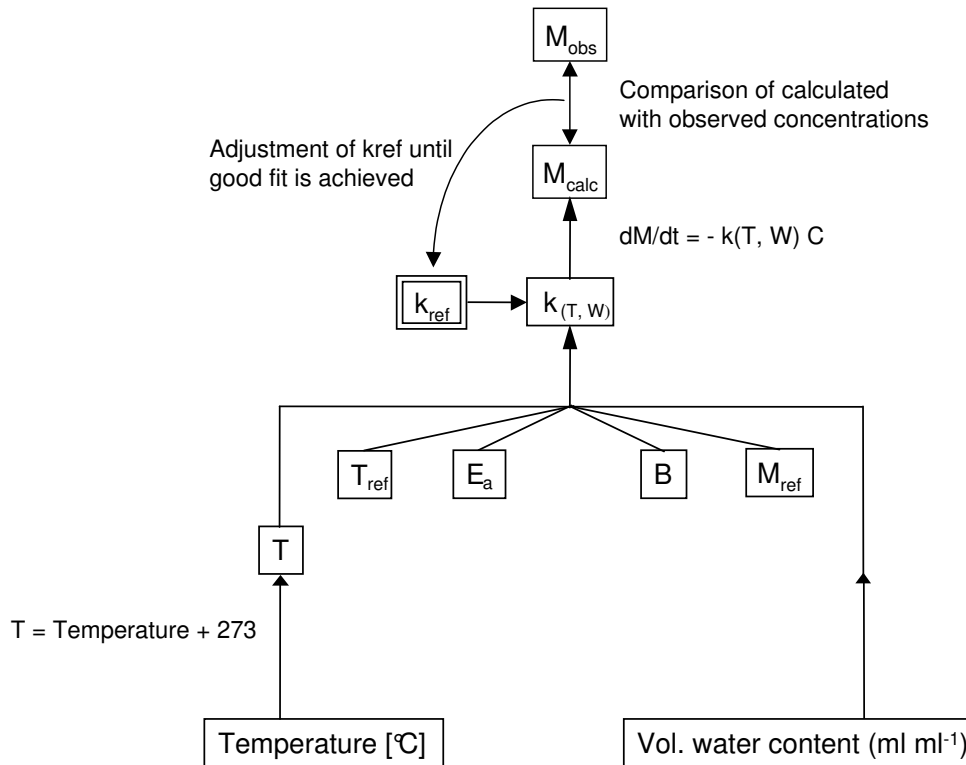 M_obs
Comparison of calculated
with observed concentrations
Adjustment of kref until
good fit is achieved
M_calc
dM/dt = - k(T, W) C
k_ref
k_(T, W)
T_ref
E_a
B
M_ref
T
T = Temperature + 273
Temperature [°C]
Vol. water content (ml ml⁻¹)